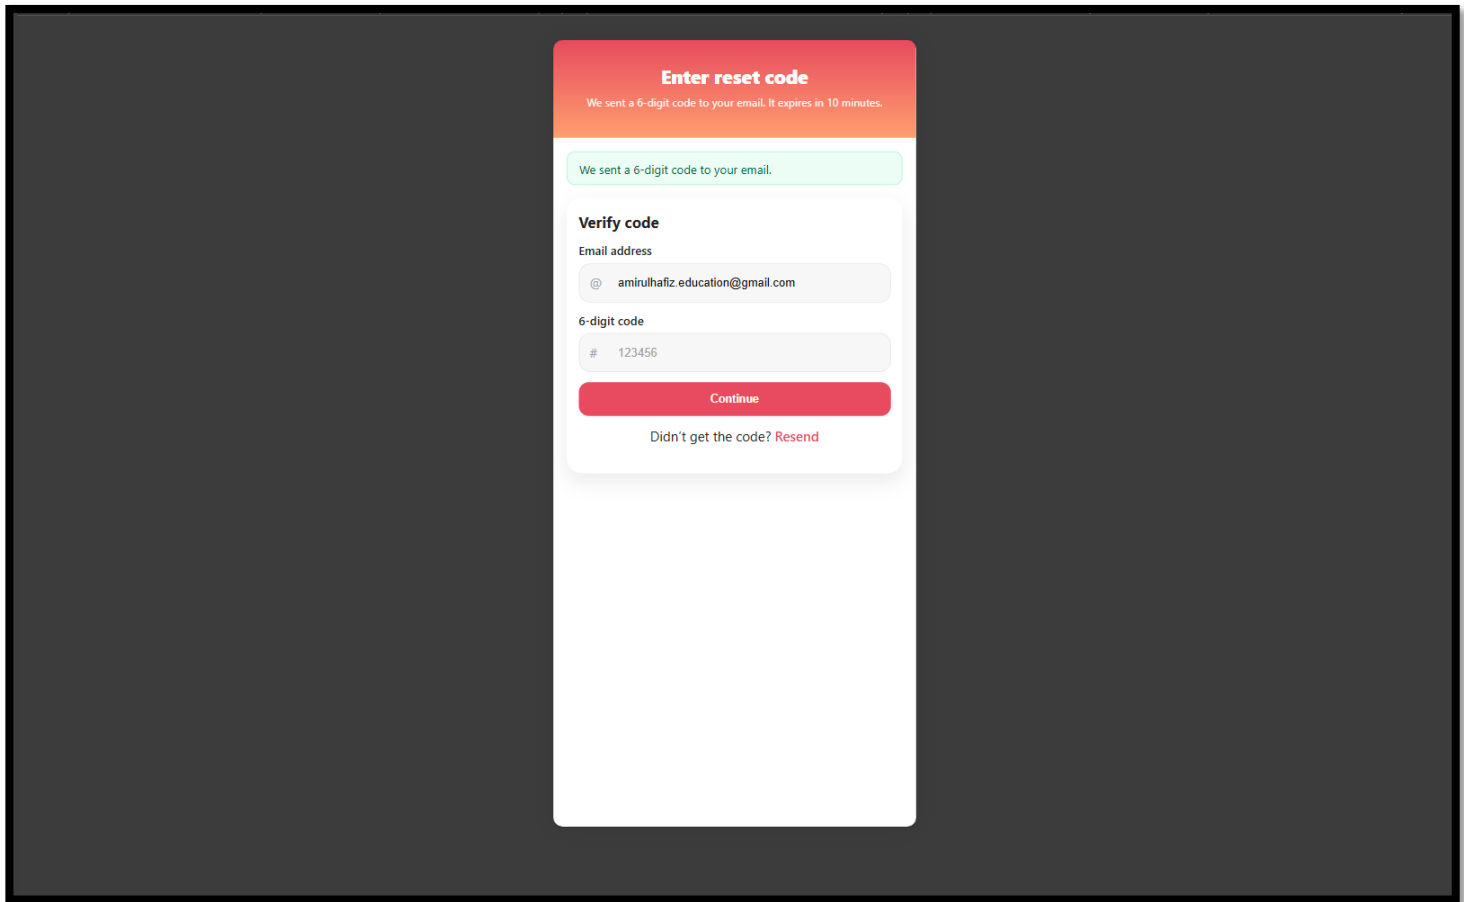 Enter reset code
We sent a 6-digit code to your email. It expires in 10 minutes.
We sent a 6-digit code to your email.
Verify code
Email address
@ amirulhafiz.education@gmail.com
6-digit code
# 123456
Continue
Didn't get the code? Resend